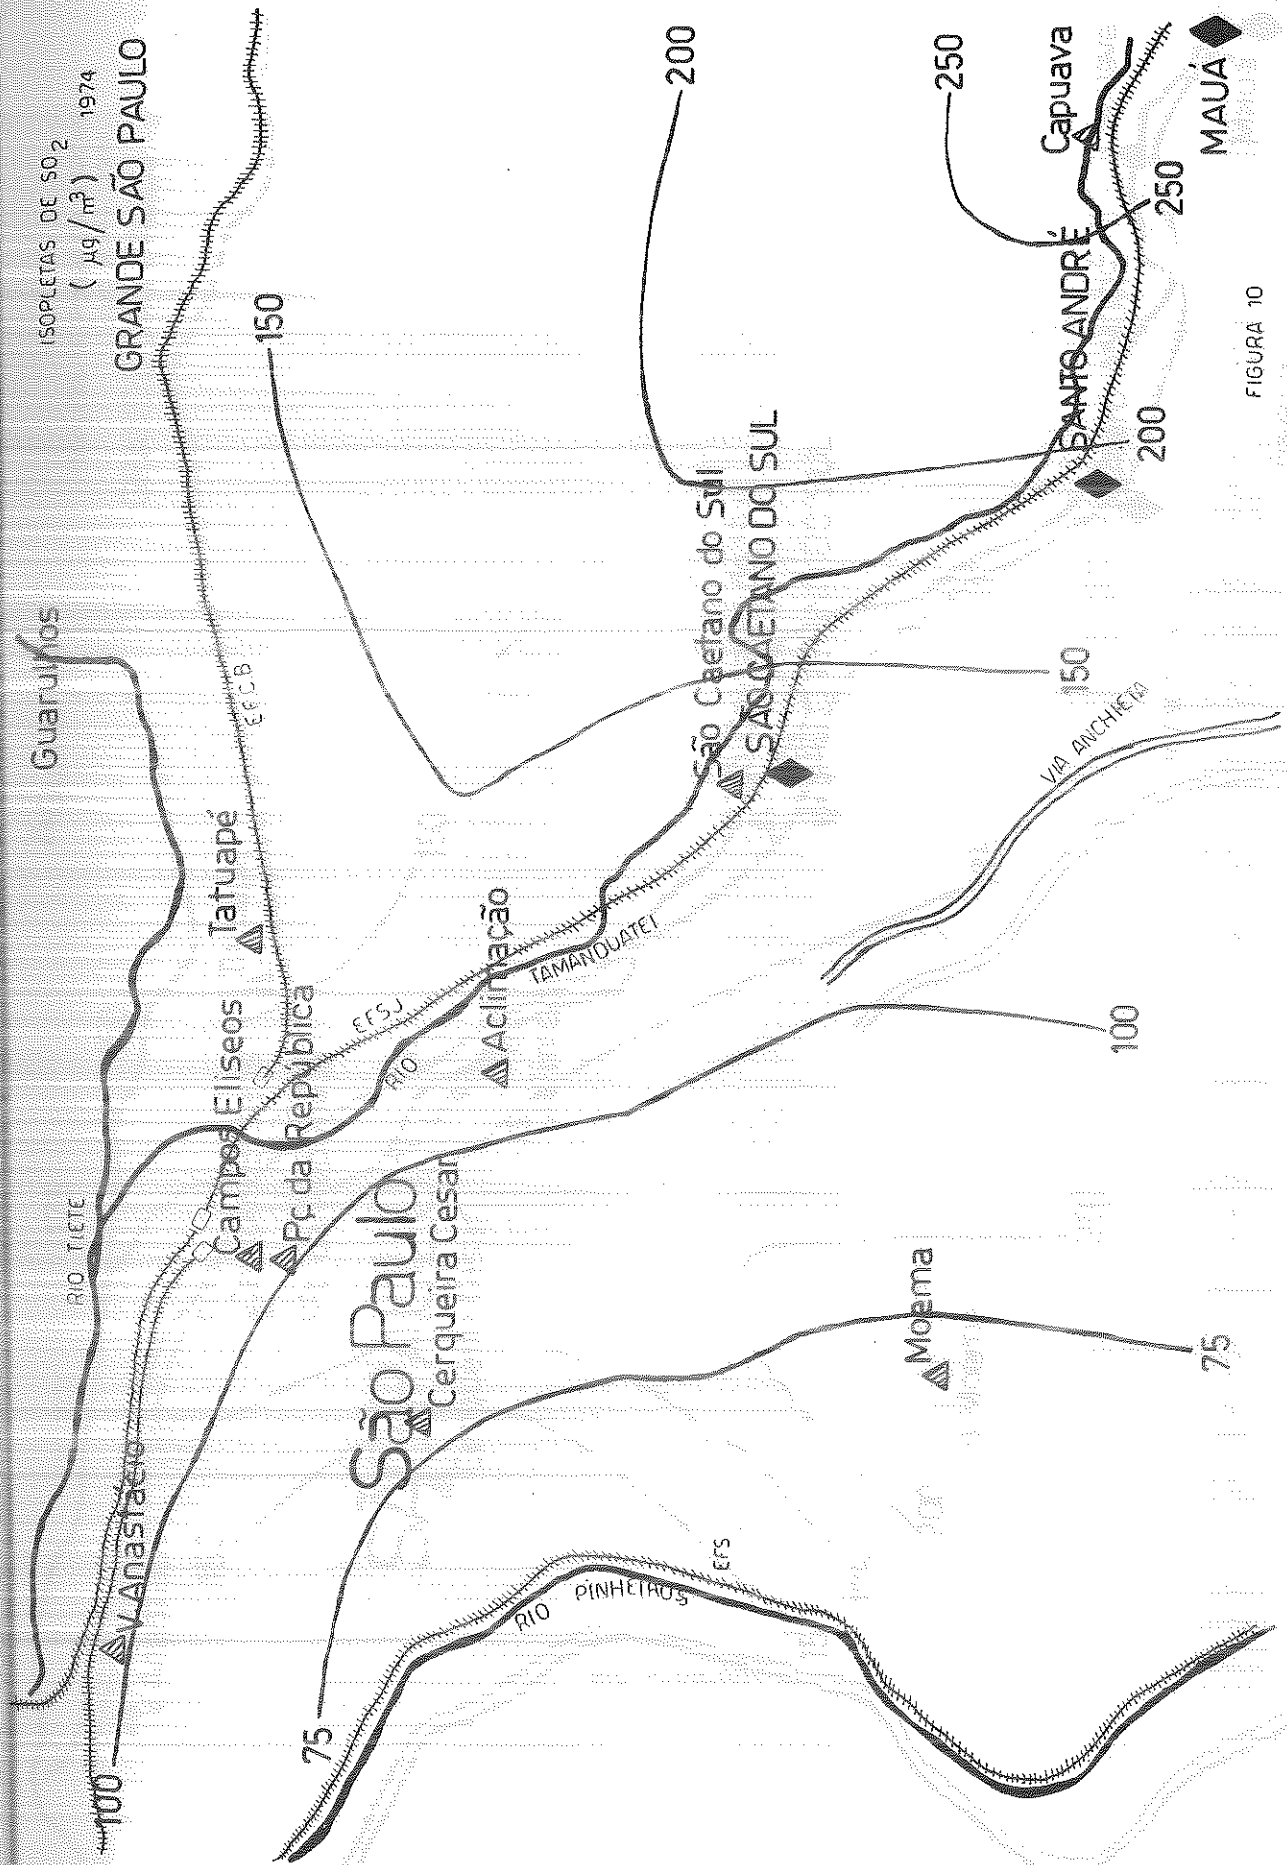 ISOPLETAS DE SO2
( µg/m3 ) 1974
GRANDE SÃO PAULO
Guarulhos
RIO TIETE
EFCB
Tatuapé
150
200
250
V. Anastácio
100
Campos Elíseos
Pç da República
EFSJ
RIO TAMANDUATEI
Aclimação
São Paulo
Cerqueira Cesar
75
São Caetano do Sul
SÃO CAETANO DO SUL
RIO PINHEIROS
EFS
Moema
VIA ANCHIETA
Capuava
SANTO ANDRÉ
MAUÁ
75
100
150
200
250
FIGURA 10